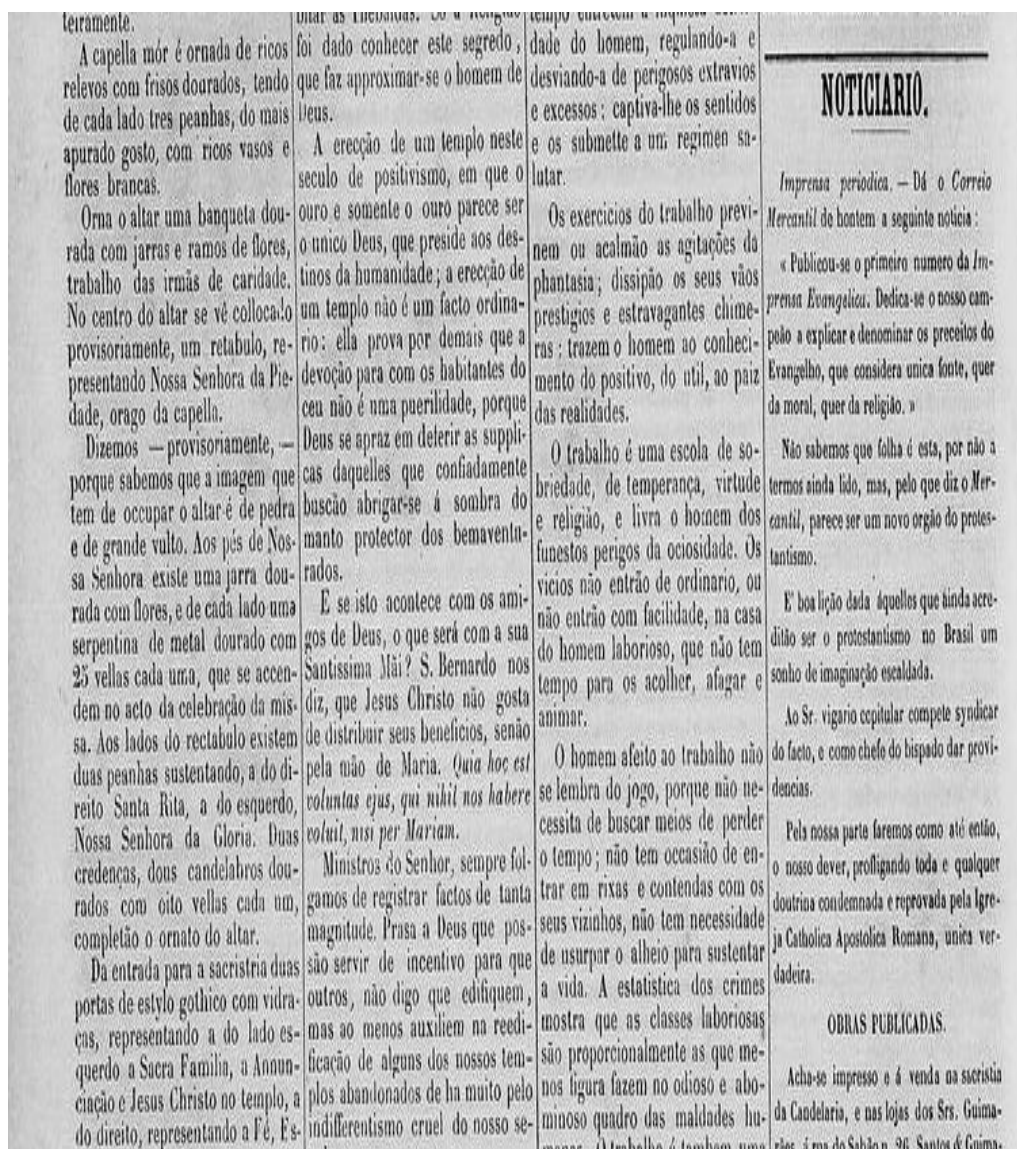 teiramente.
A capella mór é ornada de ricos
relevos com frisos dourados, tendo
de cada lado tres peanhas, do mais
apurado gosto, com ricos vasos e
flores brancas.
Orna o altar uma banqueta dou-
rada com jarras e ramos de flores,
trabalho das irmãs de caridade.
No centro do altar se vê collocado
provisoriamente, um retabulo, re-
presentando Nossa Senhora da Pie-
dade, orago da capella.
Dizemos —provisoriamente,—
porque sabemos que a imagem que
tem de occupar o altar é de pedra
e de grande vulto. Aos pés de Nos-
sa Senhora existe uma jarra dou-
rada com flores, e de cada lado uma
serpentina de metal dourado com
25 vellas cada uma, que se accen-
dem no acto da celebração da mis-
sa. Aos lados do rectabulo existem
duas peanhas sustentando, a do di-
reito Santa Rita, a do esquerdo,
Nossa Senhora da Gloria. Duas
credenças, dous candelabros dou-
rados com oito vellas cada um,
completão o ornato do altar.
Da entrada para a sacristria duas
portas de estylo gothico com vidra-
ças, representando a do lado es-
querdo a Sacra Familia, a Annun-
ciação e Jesus Christo no templo, a
do direito, representando a Fé, Es-
bitar as Thebaidas. Só a Religião
foi dado conhecer este segredo,
que faz approximar-se o homem de
Deus.
A erecção de um templo neste
seculo de positivismo, em que o
ouro e somente o ouro parece ser
o unico Deus, que preside aos des-
tinos da humanidade; a erecção de
um templo não é um facto ordina-
rio; ella prova por demais que a
devoção para com os habitantes do
ceu não é uma puerilidade, porque
Deus se apraz em deferir as suppli-
cas daquelles que confiadamente
buscão abrigar-se á sombra do
manto protector dos bemaventu-
rados.
E se isto acontece com os ami-
gos de Deus, o que será com a sua
Santissima Mãi? S. Bernardo nos
diz, que Jesus Christo não gosta
de distribuir seus beneficios, senão
pela mão de Maria. Quia hoc est
voluntas ejus, qui nihil nos habere
voluit, nisi per Mariam.
Ministros do Senhor, sempre fol-
gamos de registrar factos de tanta
magnitude. Prasa a Deus que pos-
são servir de incentivo para que
outros, não digo que edifiquem,
mas ao menos auxiliem na reedi-
ficação de alguns dos nossos tem-
plos abandonados de ha muito pelo
indifferentismo cruel do nosso se-
tempo entretem a inquieta
dade do homem, regulando-a e
desviando-a de perigosos extravios
e excessos; captiva-lhe os sentidos
e os submette a um regimen sa-
lutar.
Os exercicios do trabalho previ-
nem ou acalmão as agitações da
phantasia; dissipão os seus vãos
prestigios e estravagantes chime-
ras; trazem o homem ao conheci-
mento do positivo, do util, ao paiz
das realidades.
O trabalho é uma escola de so-
briedade, de temperança, virtude
e religião, e livra o homem dos
funestos perigos da ociosidade. Os
vicios não entrão de ordinario, ou
não entrão com facilidade, na casa
do homem laborioso, que não tem
tempo para os acolher, afagar e
animar.
O homem afeito ao trabalho não
se lembra do jogo, porque não ne-
cessita de buscar meios de perder
o tempo; não tem occasião de en-
trar em rixas e contendas com os
seus vizinhos, não tem necessidade
de usurpar o alheio para sustentar
a vida. A estatistica dos crimes
mostra que as classes laboriosas
são proporcionalmente as que me-
nos figura fazem no odioso e abo-
minoso quadro das maldades hu-
manas. O trabalho é tambem uma
NOTICIARIO.
Imprensa periodica. — Dá o Correio
Mercantil de hontem a seguinte noticia:
« Publicou-se o primeiro numero da Im-
prensa Evangelica. Dedica-se o nosso cam-
peão a explicar e denominar os preceitos do
Evangelho, que considera unica fonte, quer
da moral, quer da religião. »
Não sabemos que folha é esta, por não a
termos ainda lido, mas, pelo que diz o Mer-
cantil, parece ser um novo orgão do protes-
tantismo.
E' boa lição dada áquellos que ainda acre-
ditão ser o protestantismo no Brasil um
sonho de imaginação escaldada.
Ao Sr. vigario ccpitular compete syndicar
do facto, e como chefe do bispado dar provi-
dencias.
Pela nossa parte faremos como até então,
o nosso dever, profligando toda e qualquer
doutrina condemnada e reprovada pela Igre-
ja Catholica Apostolica Romana, unica ver-
dadeira.
OBRAS PUBLICADAS.
Acha-se impresso e á venda na sacristia
da Candelaria, e nas lojas dos Srs. Guima-
rães, á rua do Sabão n. 26, Santos & Guima-